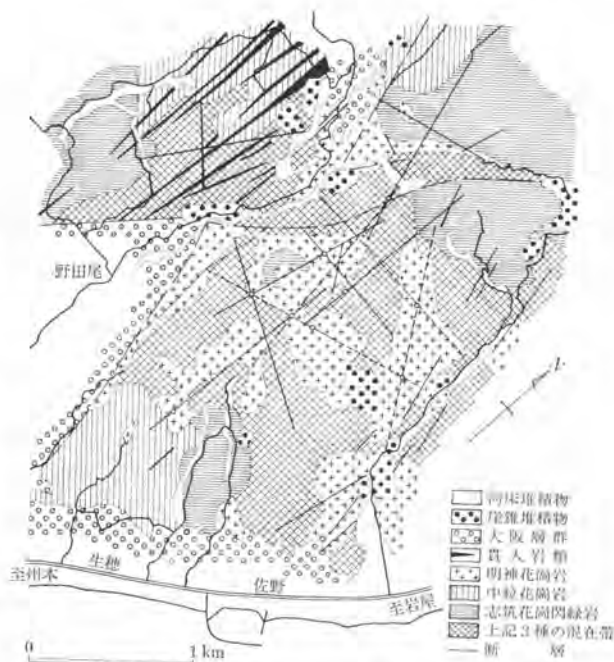 野田尾
生穂
佐野
至州本
至岩屋
河床堆積物
崖錐堆積物
大阪層群
貫入岩類
明神花崗岩
中粒花崗岩
志筑花崗閃緑岩
上記3種の混在帯
断層
0 1 km